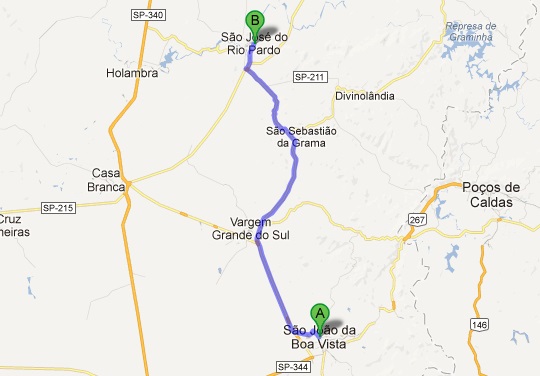 SP-340
B
São José do
Rio Pardo
Represa de
Graminha
Holambra
SP-211
Divinolândia
São Sebastião
da Grama
Casa
Branca
Poços de
Caldas
SP-215
Cruz
neiras
Vargem
Grande do Sul
267
A
São João da
Boa Vista
146
SP-344